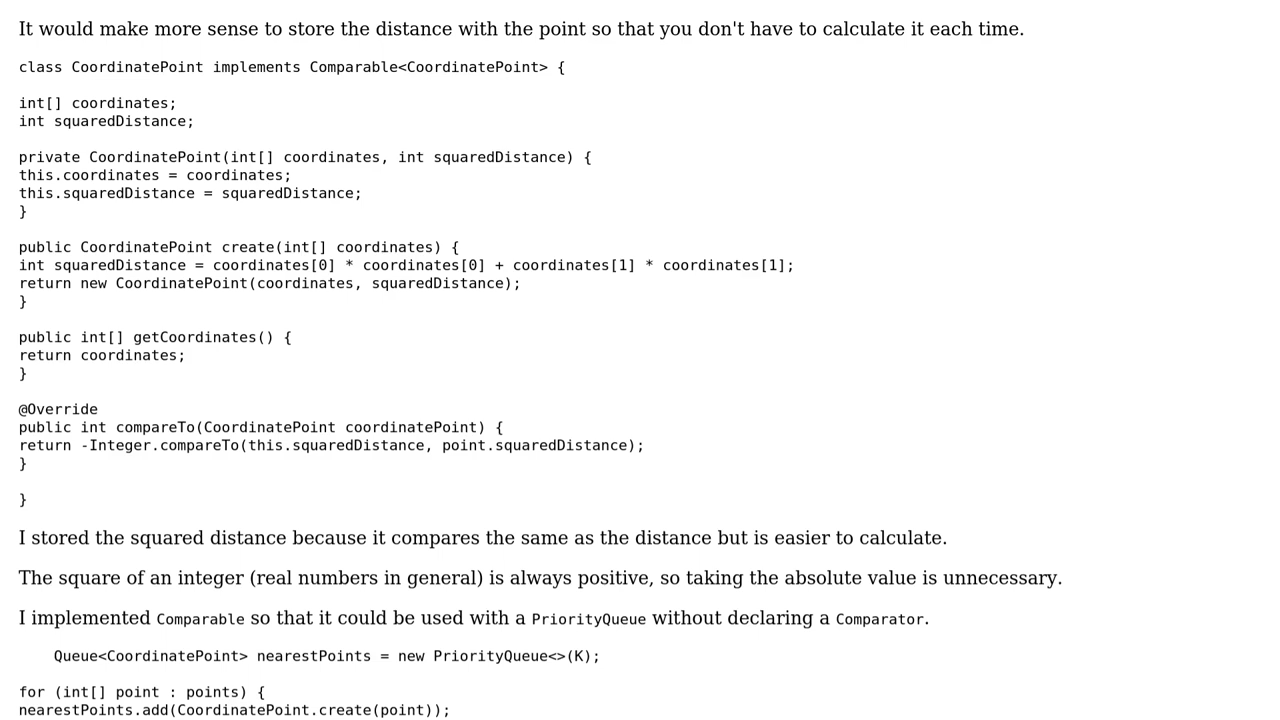 It would make more sense to store the distance with the point so that you don't have to calculate it each time.
class CoordinatePoint implements Comparable<CoordinatePoint> {
int[] coordinates;
int squaredDistance;
private CoordinatePoint(int[] coordinates, int squaredDistance) {
this.coordinates = coordinates;
this.squaredDistance = squaredDistance;
}
public CoordinatePoint create(int[] coordinates) {
int squaredDistance = coordinates[0] * coordinates[0] + coordinates[1] * coordinates[1];
return new CoordinatePoint(coordinates, squaredDistance);
}
public int[] getCoordinates() {
return coordinates;
}
@Override
public int compareTo(CoordinatePoint coordinatePoint) {
return -Integer.compareTo(this.squaredDistance, point.squaredDistance);
}
}
I stored the squared distance because it compares the same as the distance but is easier to calculate.
The square of an integer (real numbers in general) is always positive, so taking the absolute value is unnecessary.
I implemented Comparable so that it could be used with a PriorityQueue without declaring a Comparator.
Queue<CoordinatePoint> nearestPoints = new PriorityQueue<>(K);
for (int[] point : points) {
nearestPoints.add(CoordinatePoint.create(point));